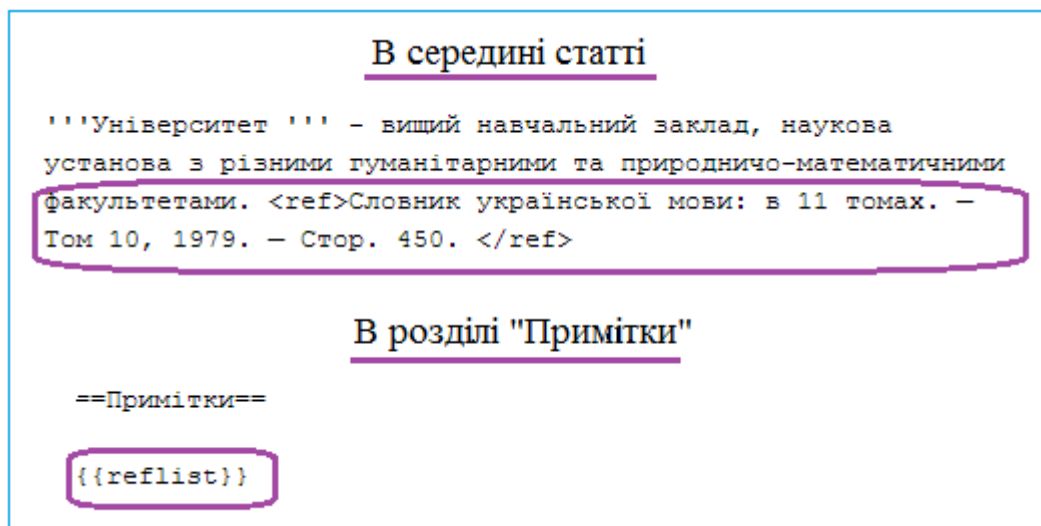 В середині статті
'''Університет ''' – вищий навчальний заклад, наукова
установа з різними гуманітарними та природничо-математичними
факультетами. <ref>Словник української мови: в 11 томах. —
Том 10, 1979. — Стор. 450. </ref>
В розділі "Примітки"
==Примітки==
{{reflist}}